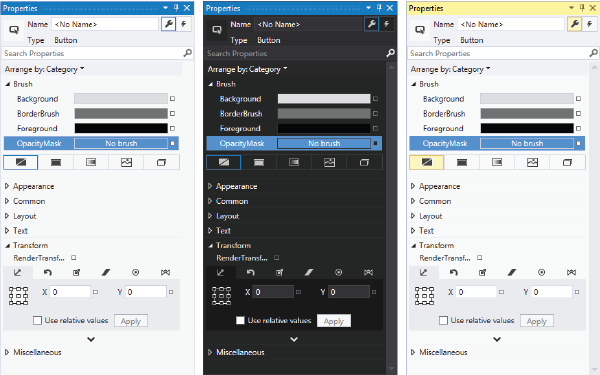 Properties
Name <No Name>
Type Button
Search Properties
Arrange by: Category
Brush
Background
BorderBrush
Foreground
OpacityMask No brush
Appearance
Common
Layout
Text
Transform
RenderTransf...
X 0 Y 0
Use relative values Apply
Miscellaneous
Properties
Name <No Name>
Type Button
Search Properties
Arrange by: Category
Brush
Background
BorderBrush
Foreground
OpacityMask No brush
Appearance
Common
Layout
Text
Transform
RenderTransf...
X 0 Y 0
Use relative values Apply
Miscellaneous
Properties
Name <No Name>
Type Button
Search Properties
Arrange by: Category
Brush
Background
BorderBrush
Foreground
OpacityMask No brush
Appearance
Common
Layout
Text
Transform
RenderTransf...
X 0 Y 0
Use relative values Apply
Miscellaneous